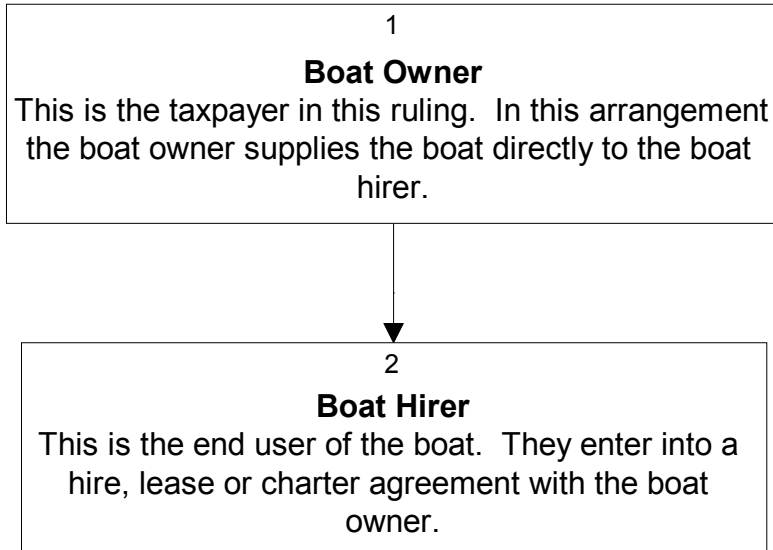 1
Boat Owner
This is the taxpayer in this ruling.  In this arrangement
the boat owner supplies the boat directly to the boat
hirer.
2
Boat Hirer
This is the end user of the boat.  They enter into a
hire, lease or charter agreement with the boat
owner.